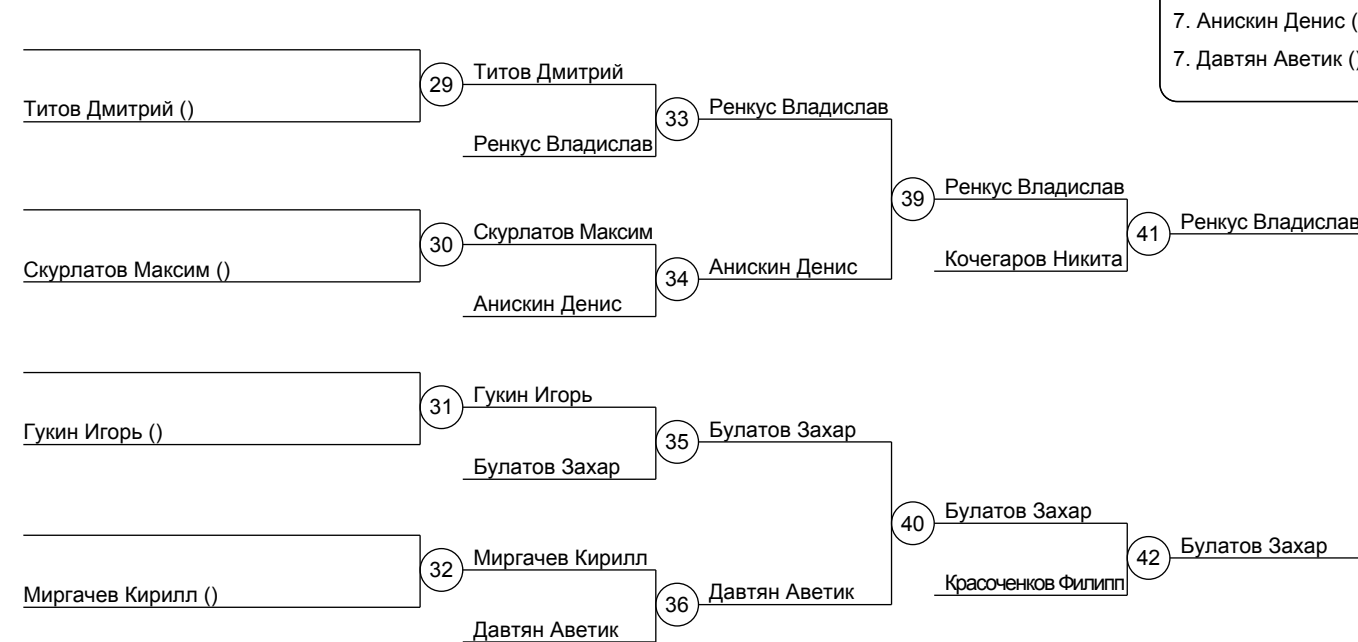 7. Анискин Денис (
7. Давтян Аветик ()
29
Титов Дмитрий
Титов Дмитрий ()
33
Ренкус Владислав
Ренкус Владислав
39
Ренкус Владислав
30
Скурлатов Максим
41
Ренкус Владислав
Скурлатов Максим ()
34
Анискин Денис
Кочегаров Никита
Анискин Денис
31
Гукин Игорь
Гукин Игорь ()
35
Булатов Захар
Булатов Захар
40
Булатов Захар
32
Миргачев Кирилл
42
Булатов Захар
Миргачев Кирилл ()
36
Давтян Аветик
Красоченков Филипп
Давтян Аветик